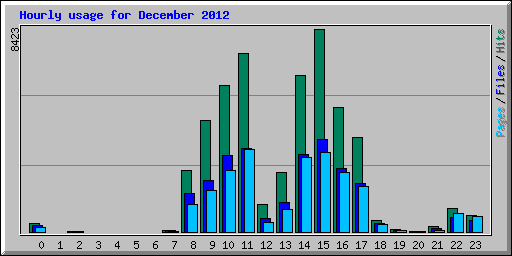 Hourly usage for December 2012
8423
Pages/Files/Hits
0 1 2 3 4 5 6 7 8 9 10 11 12 13 14 15 16 17 18 19 20 21 22 23